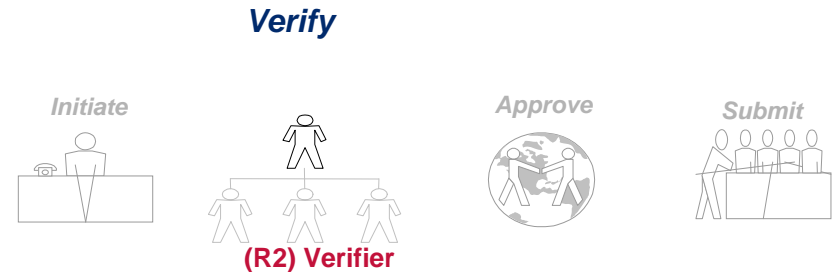 Verify
Initiate
Approve
Submit
(R2) Verifier